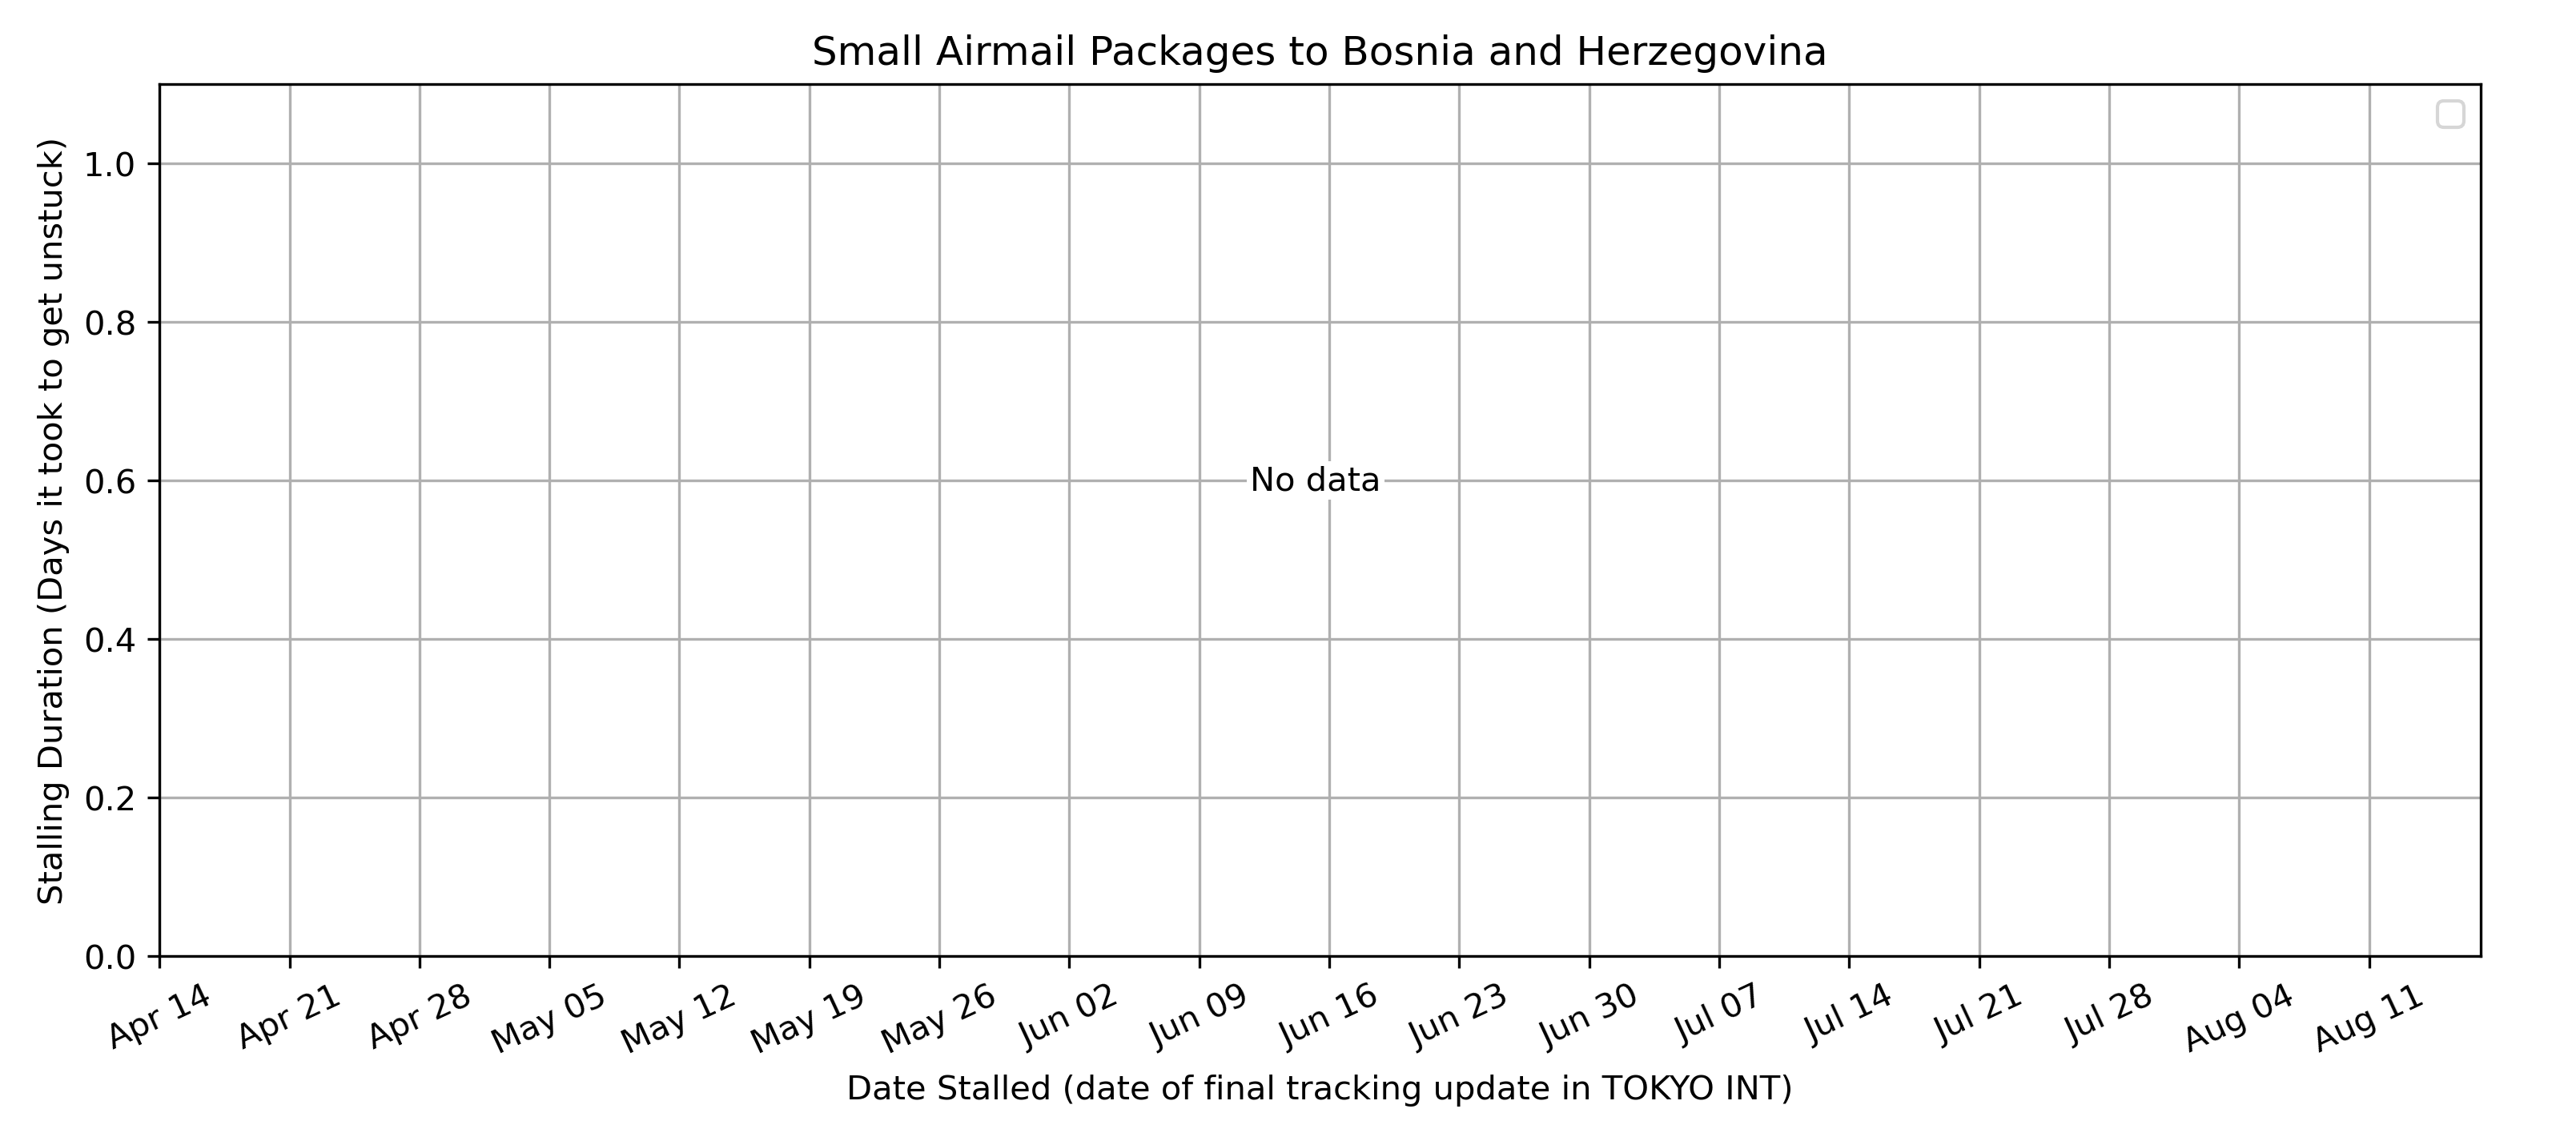 Small Airmail Packages to Bosnia and Herzegovina
Stalling Duration (Days it took to get unstuck)
1.0
0.8
0.6
0.4
0.2
0.0
No data
Apr 14
Apr 21
Apr 28
May 05
May 12
May 19
May 26
Jun 02
Jun 09
Jun 16
Jun 23
Jun 30
Jul 07
Jul 14
Jul 21
Jul 28
Aug 04
Aug 11
Date Stalled (date of final tracking update in TOKYO INT)